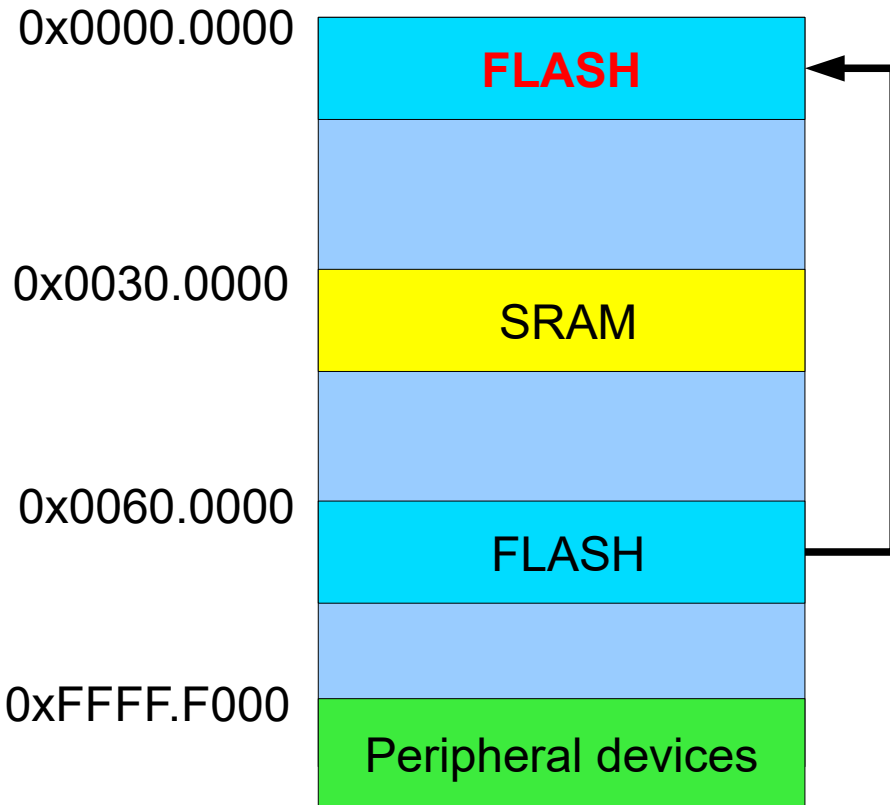 0x0000.0000
FLASH
0x0030.0000
SRAM
0x0060.0000
FLASH
0xFFFF.F000
Peripheral devices